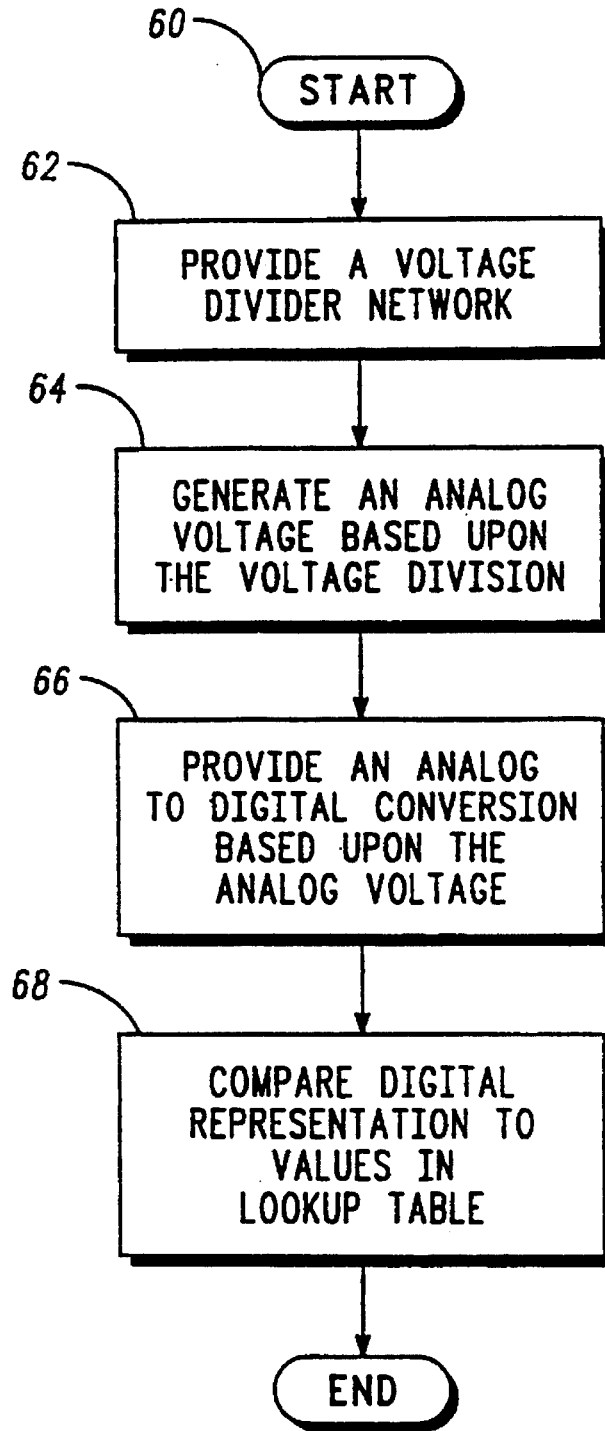 60
START
62
PROVIDE A VOLTAGE
DIVIDER NETWORK
64
GENERATE AN ANALOG
VOLTAGE BASED UPON
THE VOLTAGE DIVISION
66
PROVIDE AN ANALOG
TO DIGITAL CONVERSION
BASED UPON THE
ANALOG VOLTAGE
68
COMPARE DIGITAL
REPRESENTATION TO
VALUES IN
LOOKUP TABLE
END